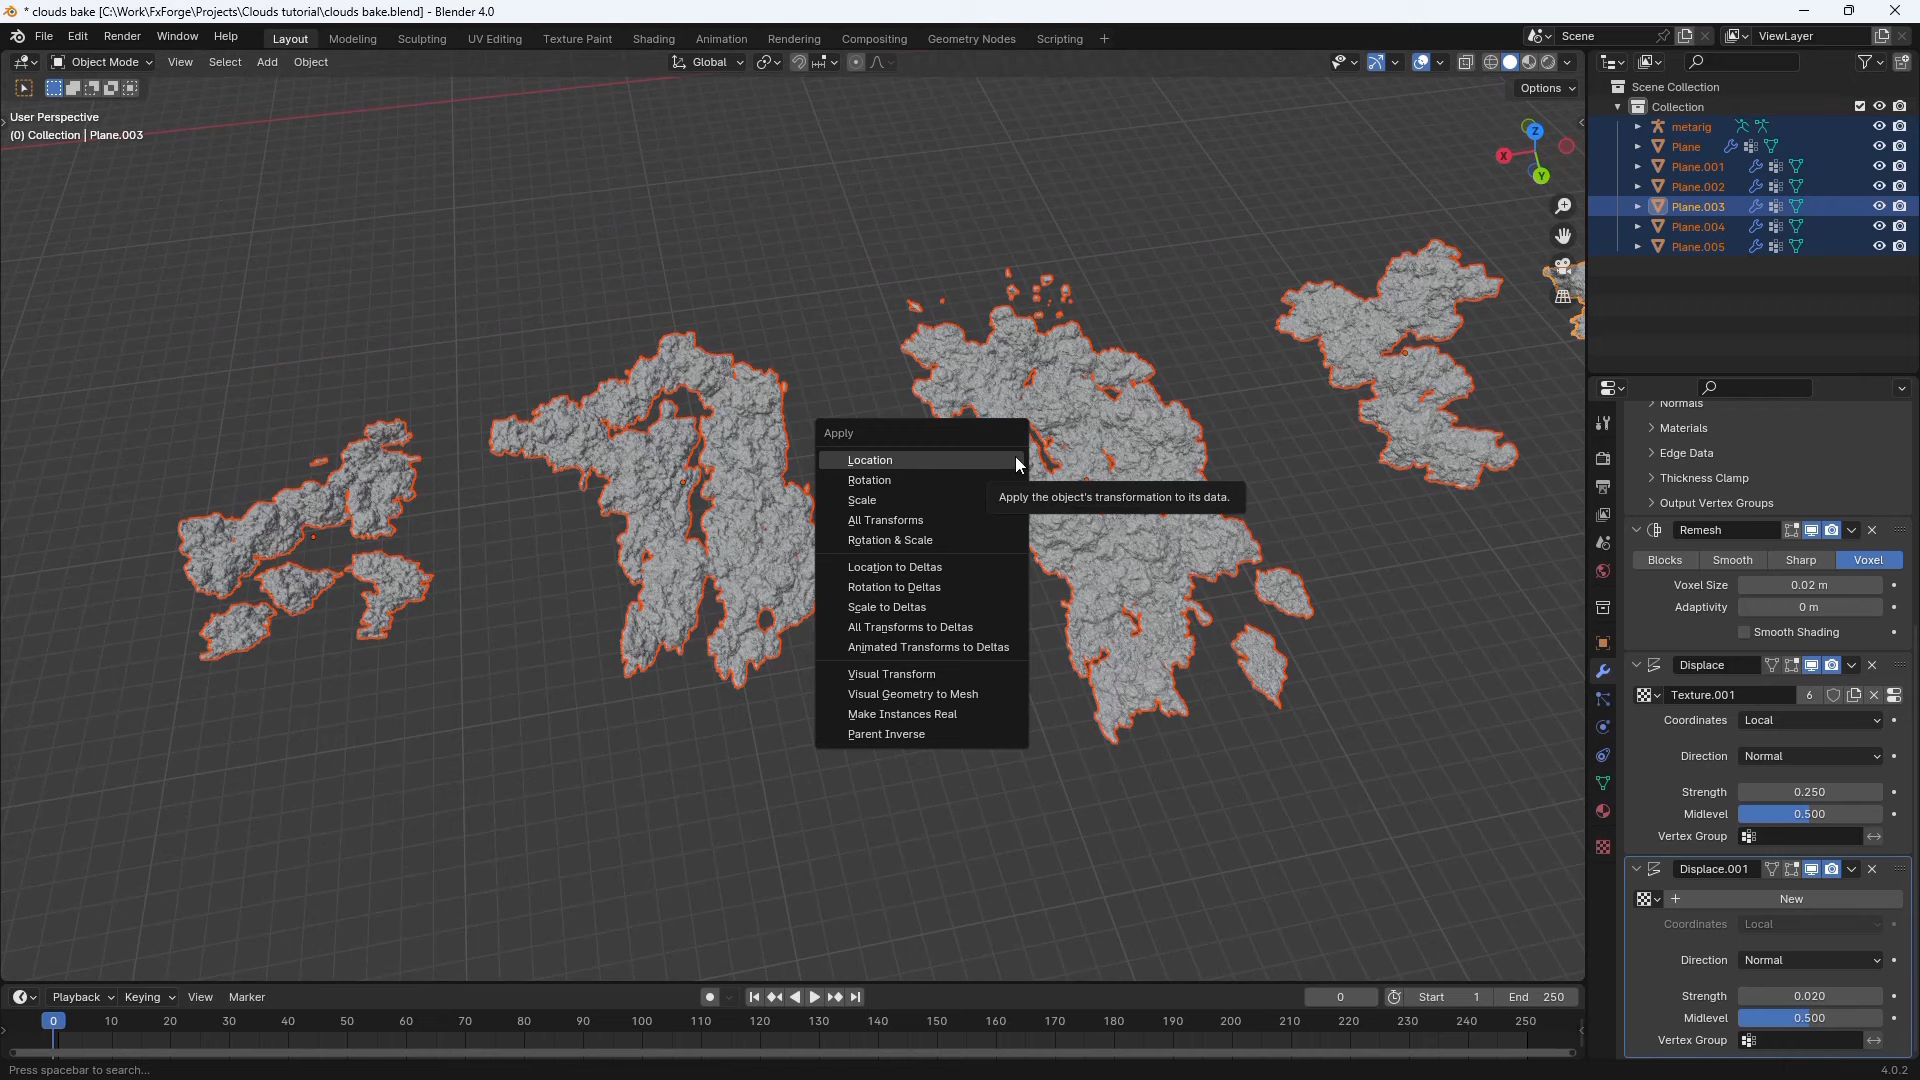 * clouds bake [C:\Work\FxForge\Projects\Clouds tutorial\clouds bake.blend] - Blender 4.0
File Edit Render Window Help
Layout Modeling Sculpting UV Editing Texture Paint Shading Animation Rendering Compositing Geometry Nodes Scripting +
Scene
ViewLayer
Object Mode View Select Add Object
Global
Options
User Perspective
(0) Collection | Plane.003
Z
X
Y
Scene Collection
Collection
metarig
Plane
Plane.001
Plane.002
Plane.003
Plane.004
Plane.005
Apply
Location
Rotation
Scale
All Transforms
Rotation & Scale
Location to Deltas
Rotation to Deltas
Scale to Deltas
All Transforms to Deltas
Animated Transforms to Deltas
Visual Transform
Visual Geometry to Mesh
Make Instances Real
Parent Inverse
Apply the object's transformation to its data.
Normals
Materials
Edge Data
Thickness Clamp
Output Vertex Groups
Remesh
Blocks Smooth Sharp Voxel
Voxel Size 0.02 m
Adaptivity 0 m
Smooth Shading
Displace
Texture.001 6
Coordinates Local
Direction Normal
Strength 0.250
Midlevel 0.500
Vertex Group
Displace.001
New
Coordinates Local
Direction Normal
Strength 0.020
Midlevel 0.500
Vertex Group
Playback Keying View Marker
0 Start 1 End 250
0 10 20 30 40 50 60 70 80 90 100 110 120 130 140 150 160 170 180 190 200 210 220 230 240 250
Press spacebar to search...
4.0.2